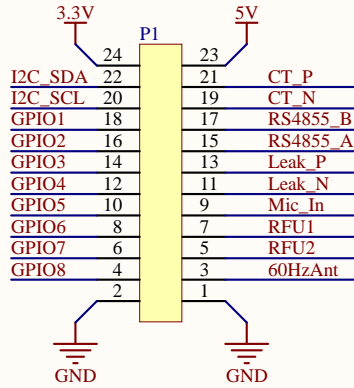 3.3V 5V
P1
24 23
I2C_SDA 22 21 CT_P
I2C_SCL 20 19 CT_N
GPIO1 18 17 RS4855_B
GPIO2 16 15 RS4855_A
GPIO3 14 13 Leak_P
GPIO4 12 11 Leak_N
GPIO5 10 9 Mic_In
GPIO6 8 7 RFU1
GPIO7 6 5 RFU2
GPIO8 4 3 60HzAnt
2 1
GND GND